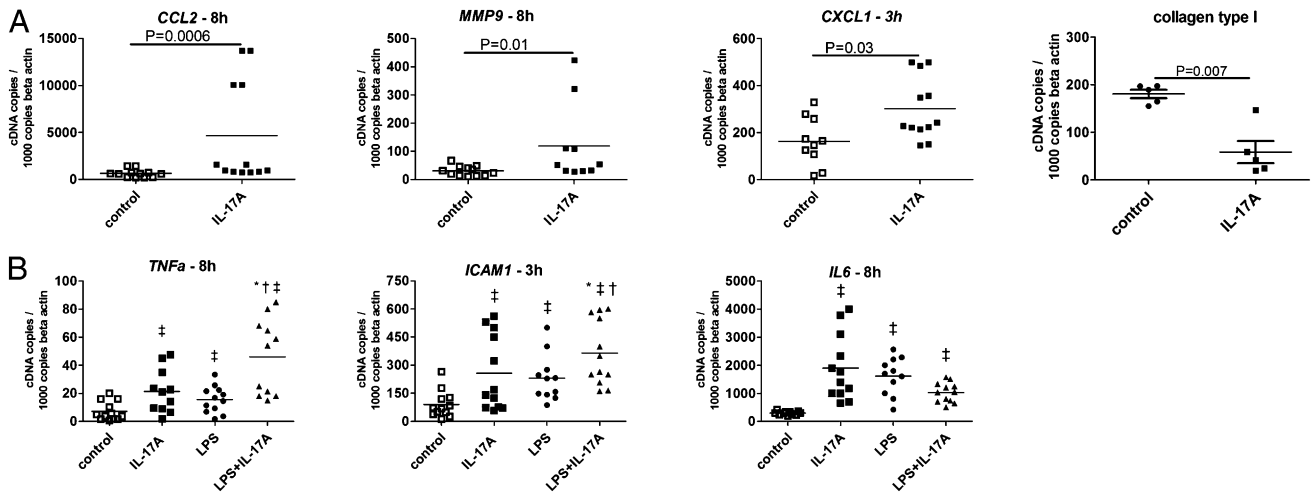 A
CCL2 - 8h
cDNA copies /
1000 copies beta actin
15000
10000
5000
0
P=0.0006
control
IL-17A
MMP9 - 8h
cDNA copies /
1000 copies beta actin
500
400
300
200
100
0
P=0.01
control
IL-17A
CXCL1 - 3h
cDNA copies /
1000 copies beta actin
600
400
200
0
P=0.03
control
IL-17A
collagen type I
cDNA copies /
1000 copies beta actin
300
200
100
0
P=0.007
control
IL-17A
B
TNFa - 8h
cDNA copies /
1000 copies beta actin
100
80
60
40
20
0
‡
‡
* † ‡
control
IL-17A
LPS
LPS+IL-17A
ICAM1 - 3h
cDNA copies /
1000 copies beta actin
750
600
450
300
150
0
‡
‡
* ‡ †
control
IL-17A
LPS
LPS+IL-17A
IL6 - 8h
cDNA copies /
1000 copies beta actin
5000
4000
3000
2000
1000
0
‡
‡
‡
control
IL-17A
LPS
LPS+IL-17A